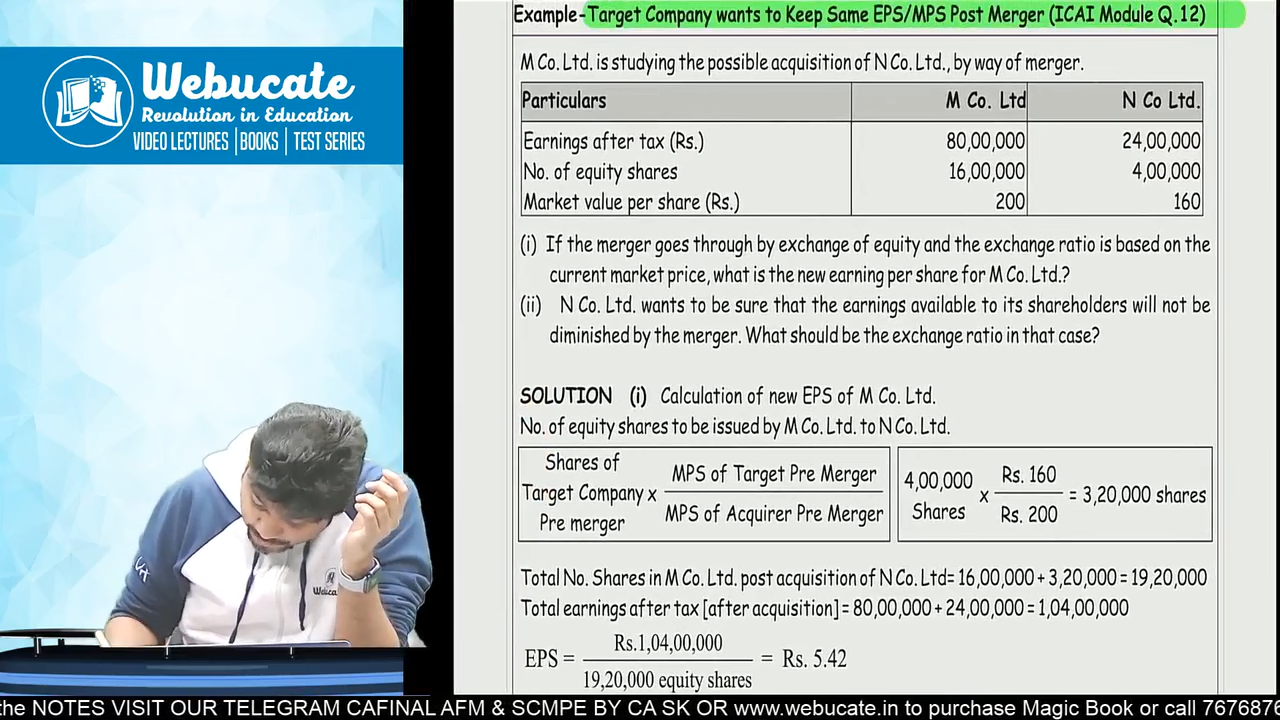 Webucate
Revolution in Education
VIDEO LECTURES | BOOKS | TEST SERIES
Example-Target Company wants to Keep Same EPS/MPS Post Merger (ICAI Module Q.12)
M Co. Ltd. is studying the possible acquisition of N Co. Ltd., by way of merger.
Particulars M Co. Ltd N Co Ltd.
Earnings after tax (Rs.) 80,00,000 24,00,000
No. of equity shares 16,00,000 4,00,000
Market value per share (Rs.) 200 160
(i) If the merger goes through by exchange of equity and the exchange ratio is based on the
current market price, what is the new earning per share for M Co. Ltd.?
(ii) N Co. Ltd. wants to be sure that the earnings available to its shareholders will not be
diminished by the merger. What should be the exchange ratio in that case?
SOLUTION (i) Calculation of new EPS of M Co. Ltd.
No. of equity shares to be issued by M Co. Ltd. to N Co. Ltd.
Shares of
Target Company x
Pre merger
MPS of Target Pre Merger
MPS of Acquirer Pre Merger
4,00,000
Shares
x
Rs. 160
Rs. 200
= 3,20,000 shares
Total No. Shares in M Co. Ltd. post acquisition of N Co. Ltd= 16,00,000 + 3,20,000 = 19,20,000
Total earnings after tax [after acquisition] = 80,00,000 + 24,00,000 = 1,04,00,000
EPS =
Rs.1,04,00,000
19,20,000 equity shares
= Rs. 5.42
the NOTES VISIT OUR TELEGRAM CAFINAL AFM & SCMPE BY CA SK OR www.webucate.in to purchase Magic Book or call 7676876